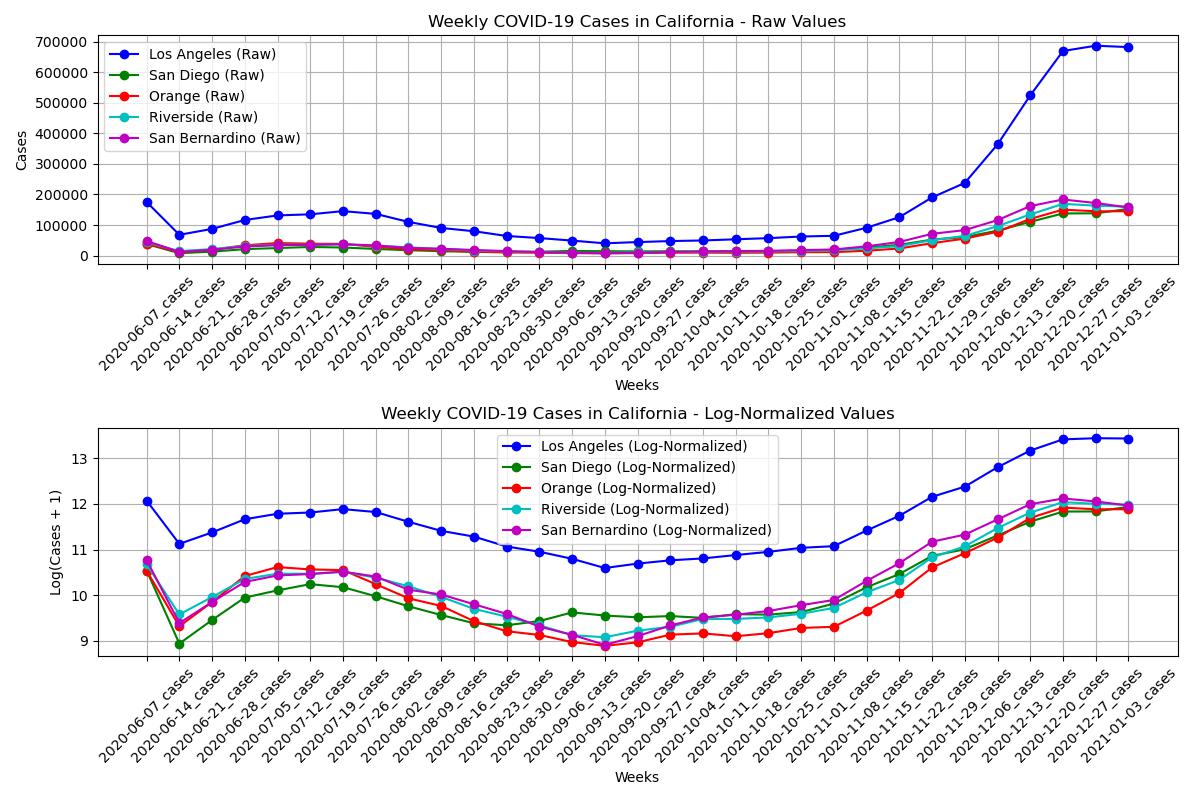 Weekly COVID-19 Cases in California - Raw Values
700000
600000
500000
400000
300000
200000
100000
0
Cases
Los Angeles (Raw)
San Diego (Raw)
Orange (Raw)
Riverside (Raw)
San Bernardino (Raw)
2020-06-07_cases
2020-06-14_cases
2020-06-21_cases
2020-06-28_cases
2020-07-05_cases
2020-07-12_cases
2020-07-19_cases
2020-07-26_cases
2020-08-02_cases
2020-08-09_cases
2020-08-16_cases
2020-08-23_cases
2020-08-30_cases
2020-09-06_cases
2020-09-13_cases
2020-09-20_cases
2020-09-27_cases
2020-10-04_cases
2020-10-11_cases
2020-10-18_cases
2020-10-25_cases
2020-11-01_cases
2020-11-08_cases
2020-11-15_cases
2020-11-22_cases
2020-11-29_cases
2020-12-06_cases
2020-12-13_cases
2020-12-20_cases
2020-12-27_cases
2021-01-03_cases
Weeks
Weekly COVID-19 Cases in California - Log-Normalized Values
13
12
11
10
9
Log(Cases + 1)
Los Angeles (Log-Normalized)
San Diego (Log-Normalized)
Orange (Log-Normalized)
Riverside (Log-Normalized)
San Bernardino (Log-Normalized)
2020-06-07_cases
2020-06-14_cases
2020-06-21_cases
2020-06-28_cases
2020-07-05_cases
2020-07-12_cases
2020-07-19_cases
2020-07-26_cases
2020-08-02_cases
2020-08-09_cases
2020-08-16_cases
2020-08-23_cases
2020-08-30_cases
2020-09-06_cases
2020-09-13_cases
2020-09-20_cases
2020-09-27_cases
2020-10-04_cases
2020-10-11_cases
2020-10-18_cases
2020-10-25_cases
2020-11-01_cases
2020-11-08_cases
2020-11-15_cases
2020-11-22_cases
2020-11-29_cases
2020-12-06_cases
2020-12-13_cases
2020-12-20_cases
2020-12-27_cases
2021-01-03_cases
Weeks